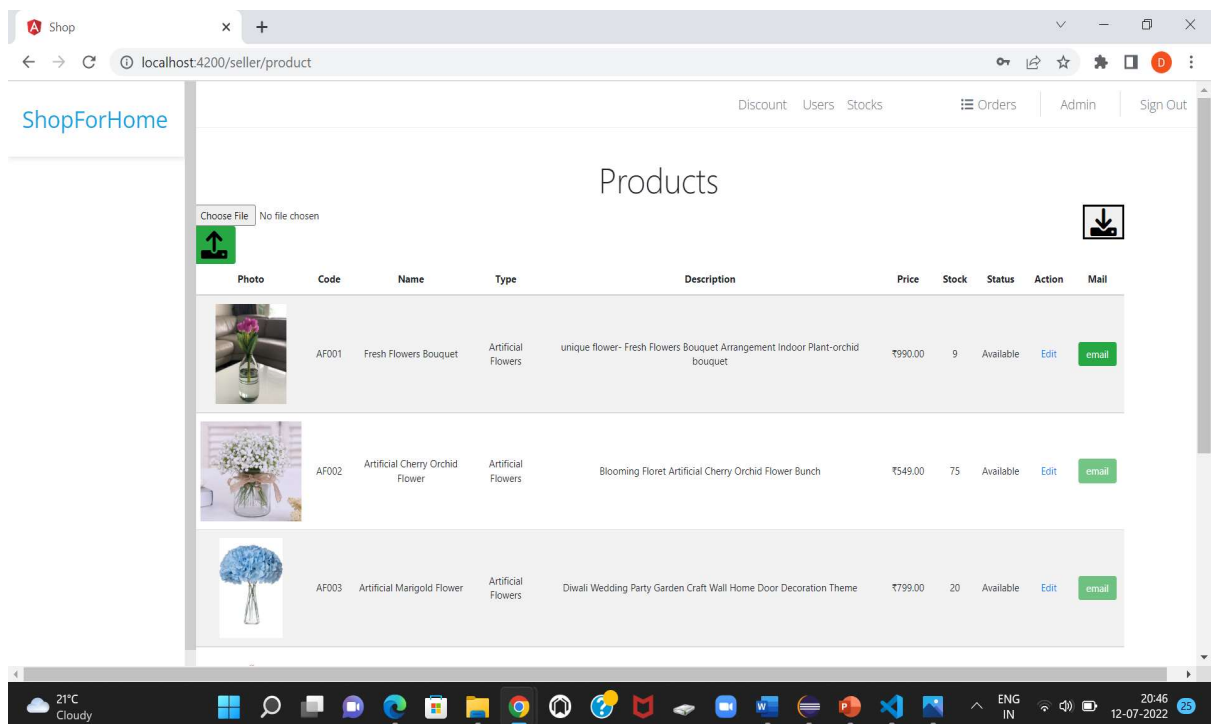 Shop
localhost:4200/seller/product
D
ShopForHome
Discount Users Stocks Orders Admin Sign Out
Products
Choose File No file chosen
Photo Code Name Type Description Price Stock Status Action Mail
AF001 Fresh Flowers Bouquet Artificial Flowers unique flower- Fresh Flowers Bouquet Arrangement Indoor Plant-orchid bouquet ₹990.00 9 Available Edit email
AF002 Artificial Cherry Orchid Flower Artificial Flowers Blooming Floret Artificial Cherry Orchid Flower Bunch ₹549.00 75 Available Edit email
AF003 Artificial Marigold Flower Artificial Flowers Diwali Wedding Party Garden Craft Wall Home Door Decoration Theme ₹799.00 20 Available Edit email
21°C
Cloudy
ENG
IN
20:46
12-07-2022
25